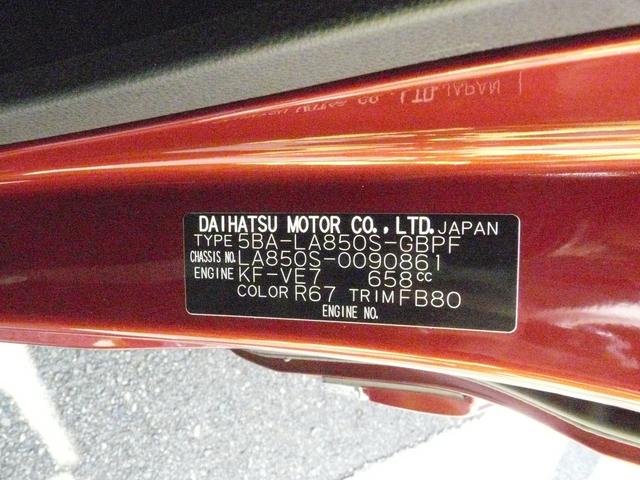 DAIHATSU MOTOR CO., LTD. JAPAN
TYPE 5BA-LA850S-GBPF
CHASSIS NO. LA850S-0090861
ENGINE KF-VE7 658cc
COLOR R67 TRIM FB80
ENGINE NO.